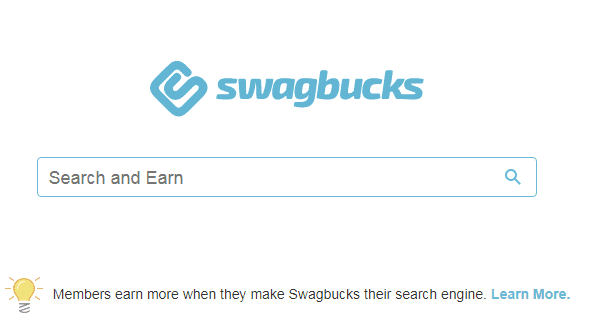 swagbucks
Search and Earn
Members earn more when they make Swagbucks their search engine. Learn More.